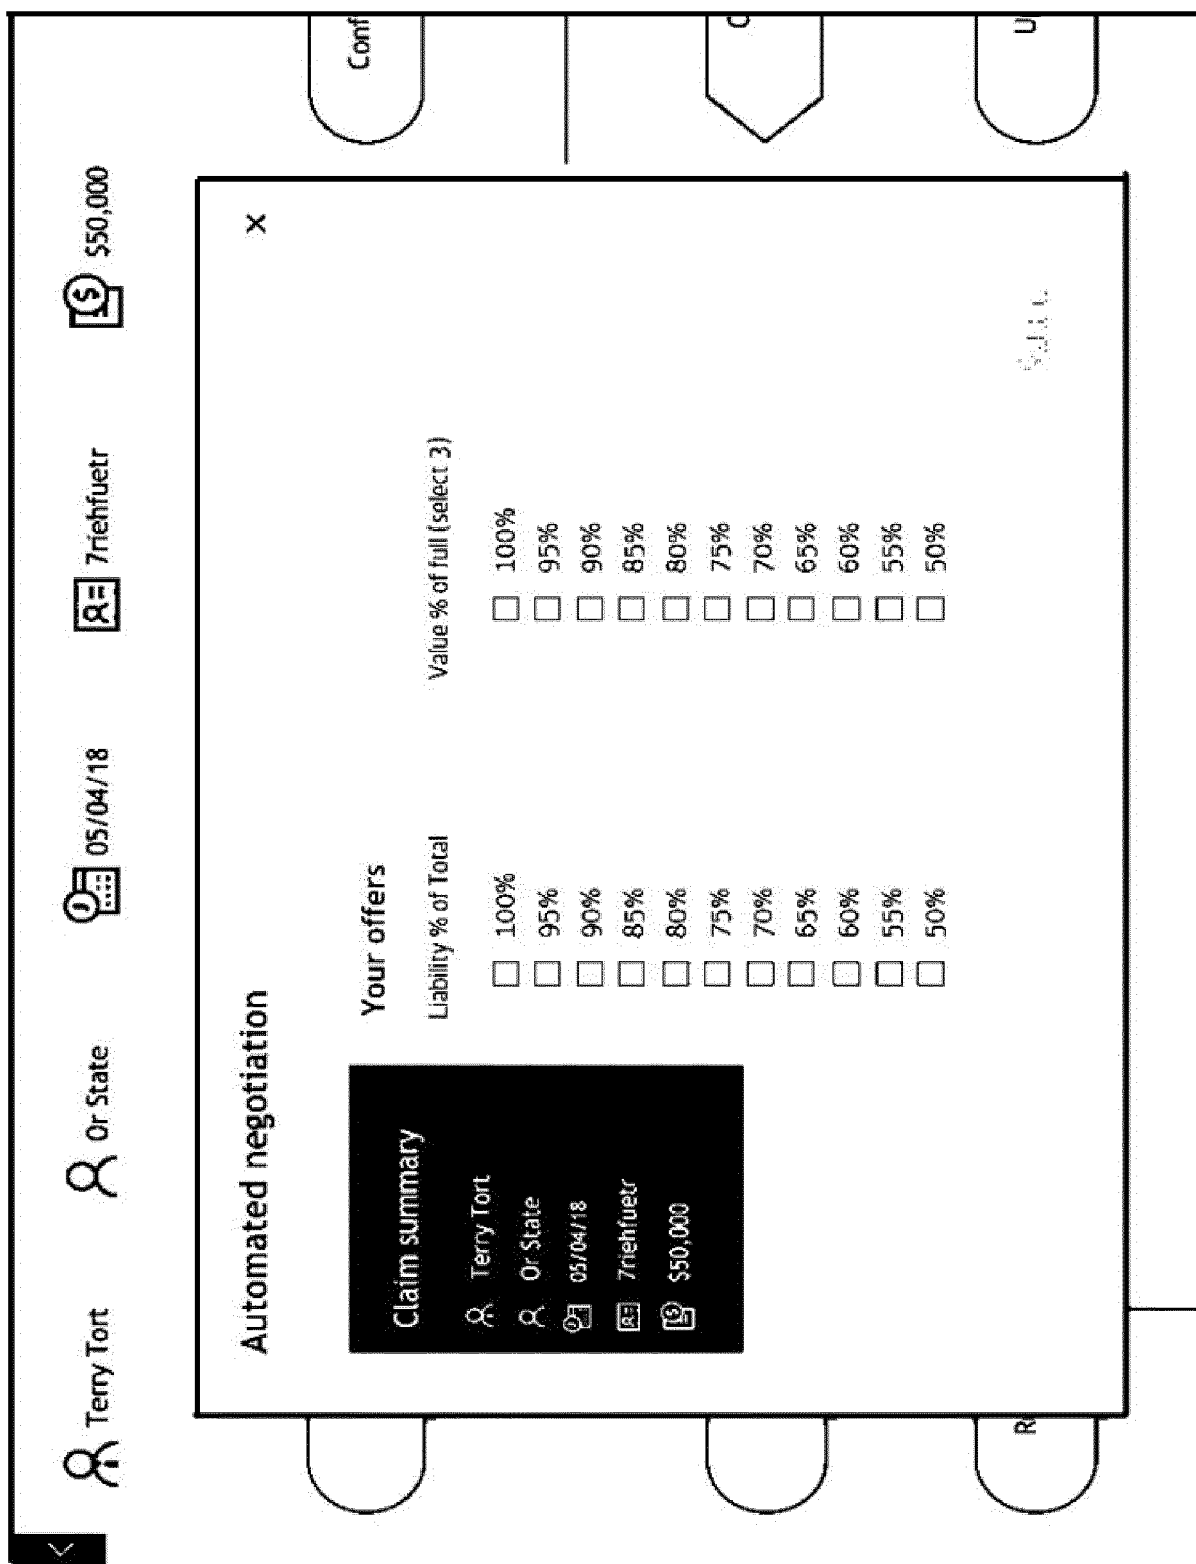 Terry Tort Or State 05/04/18 7riehfuetr $50,000
Conf
Automated negotiation X
Claim summary
Terry Tort
Or State
05/04/18
7riehfuetr
$50,000
Your offers
Liability % of Total Value % of full (select 3)
100% 100%
95% 95%
90% 90%
85% 85%
80% 80%
75% 75%
70% 70%
65% 65%
60% 60%
55% 55%
50% 50%